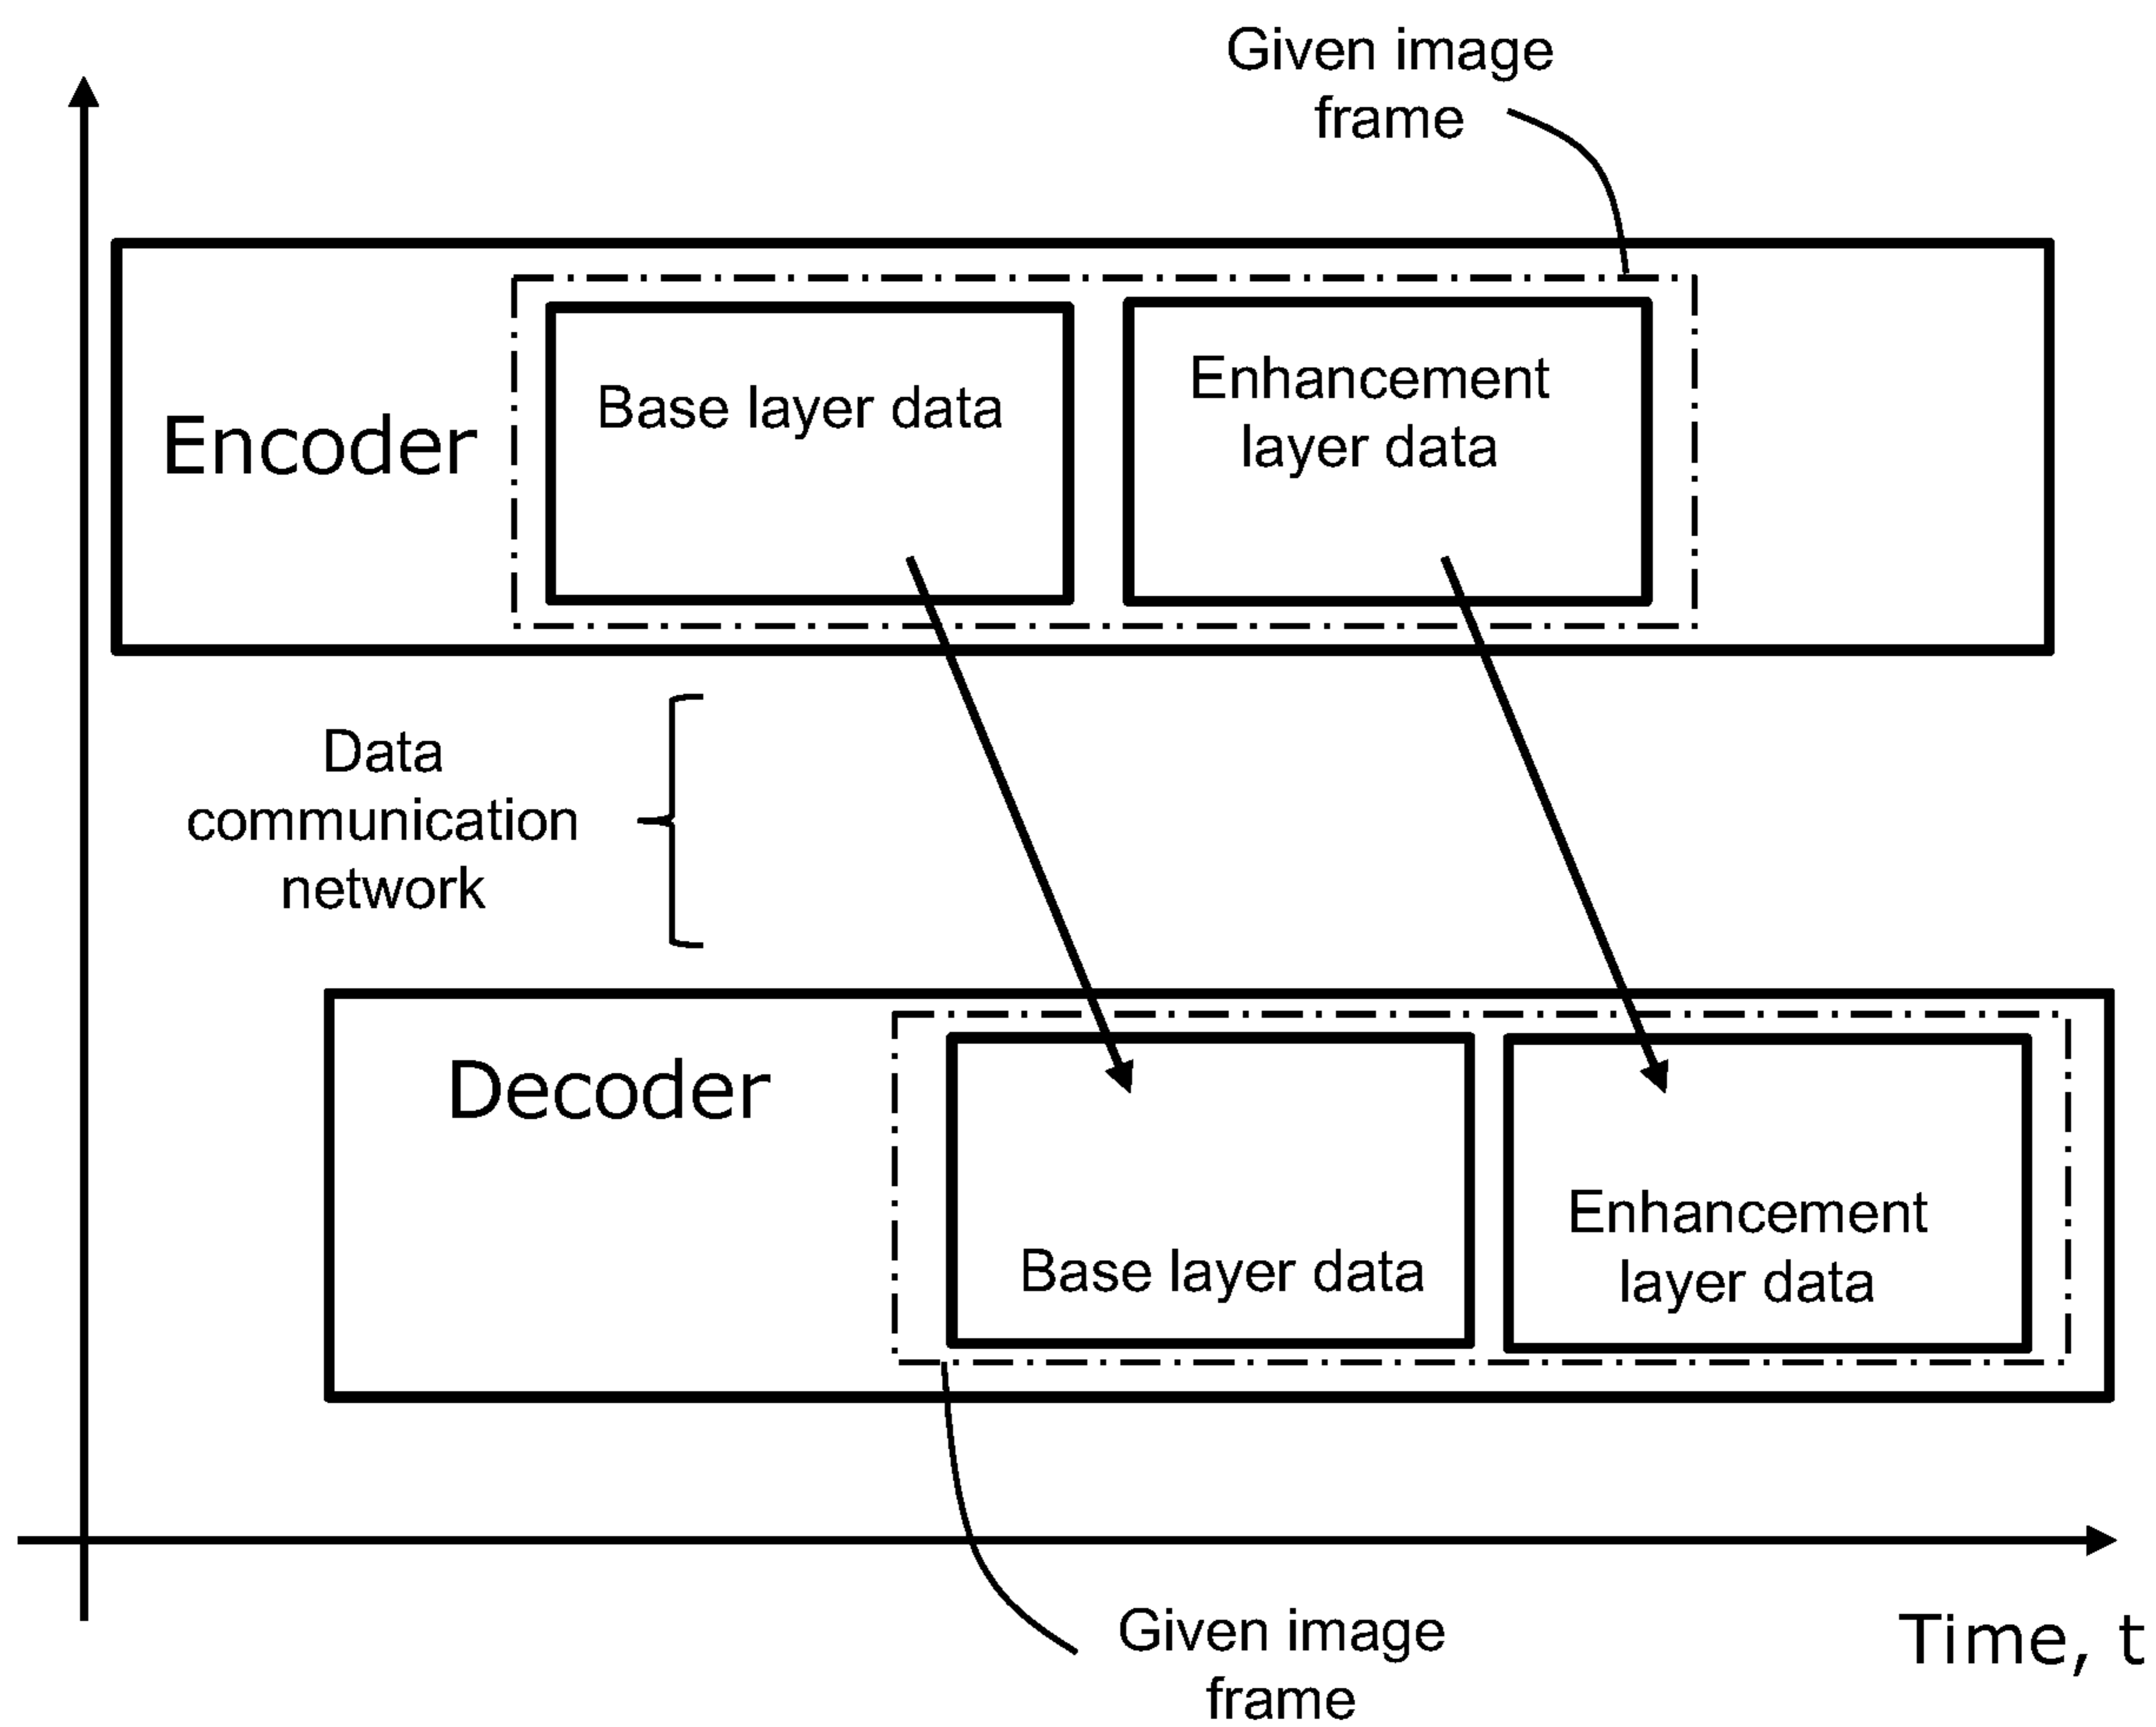 Given image
frame
Base layer data
Enhancement
layer data
Encoder
Data
communication
network
Decoder
Base layer data
Enhancement
layer data
Given image
frame
Time, t